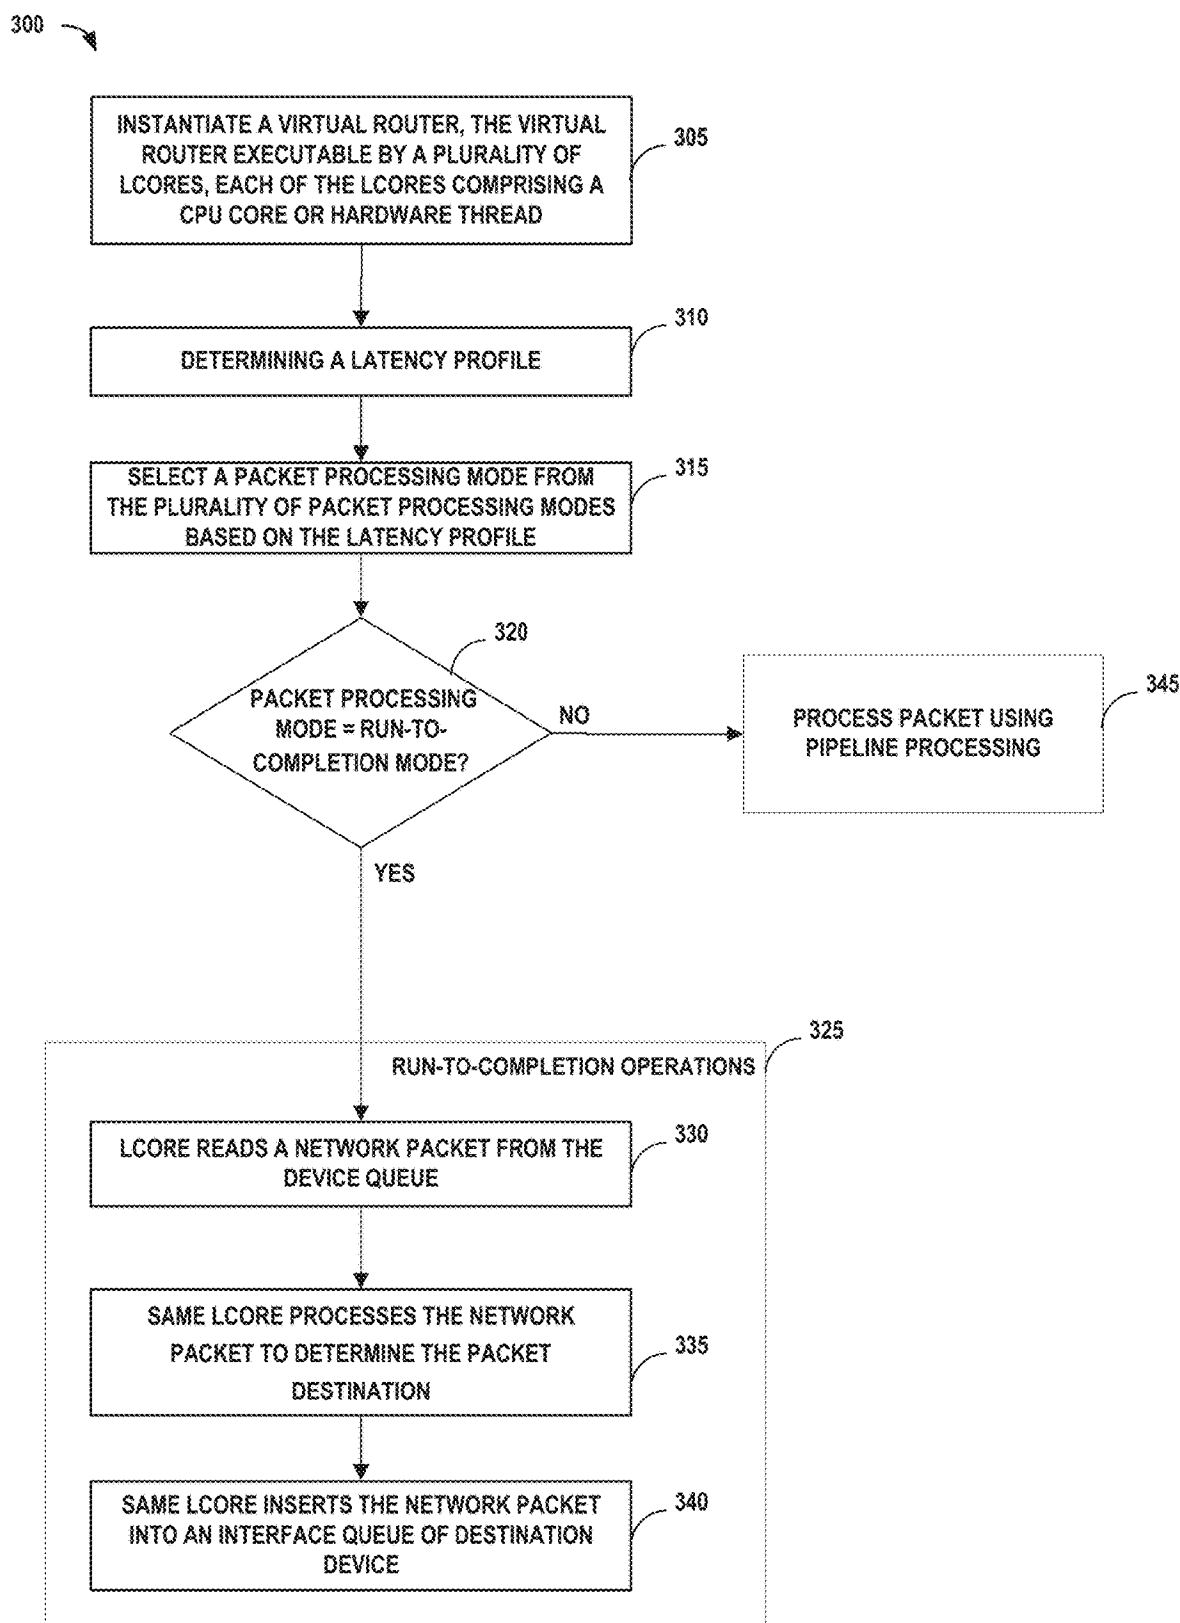 300
INSTANTIATE A VIRTUAL ROUTER, THE VIRTUAL
ROUTER EXECUTABLE BY A PLURALITY OF
LCORES, EACH OF THE LCORES COMPRISING A
CPU CORE OR HARDWARE THREAD
305
DETERMINING A LATENCY PROFILE
310
SELECT A PACKET PROCESSING MODE FROM
THE PLURALITY OF PACKET PROCESSING MODES
BASED ON THE LATENCY PROFILE
315
PACKET PROCESSING
MODE = RUN-TO-
COMPLETION MODE?
320
NO
PROCESS PACKET USING
PIPELINE PROCESSING
345
YES
RUN-TO-COMPLETION OPERATIONS
325
LCORE READS A NETWORK PACKET FROM THE
DEVICE QUEUE
330
SAME LCORE PROCESSES THE NETWORK
PACKET TO DETERMINE THE PACKET
DESTINATION
335
SAME LCORE INSERTS THE NETWORK PACKET
INTO AN INTERFACE QUEUE OF DESTINATION
DEVICE
340